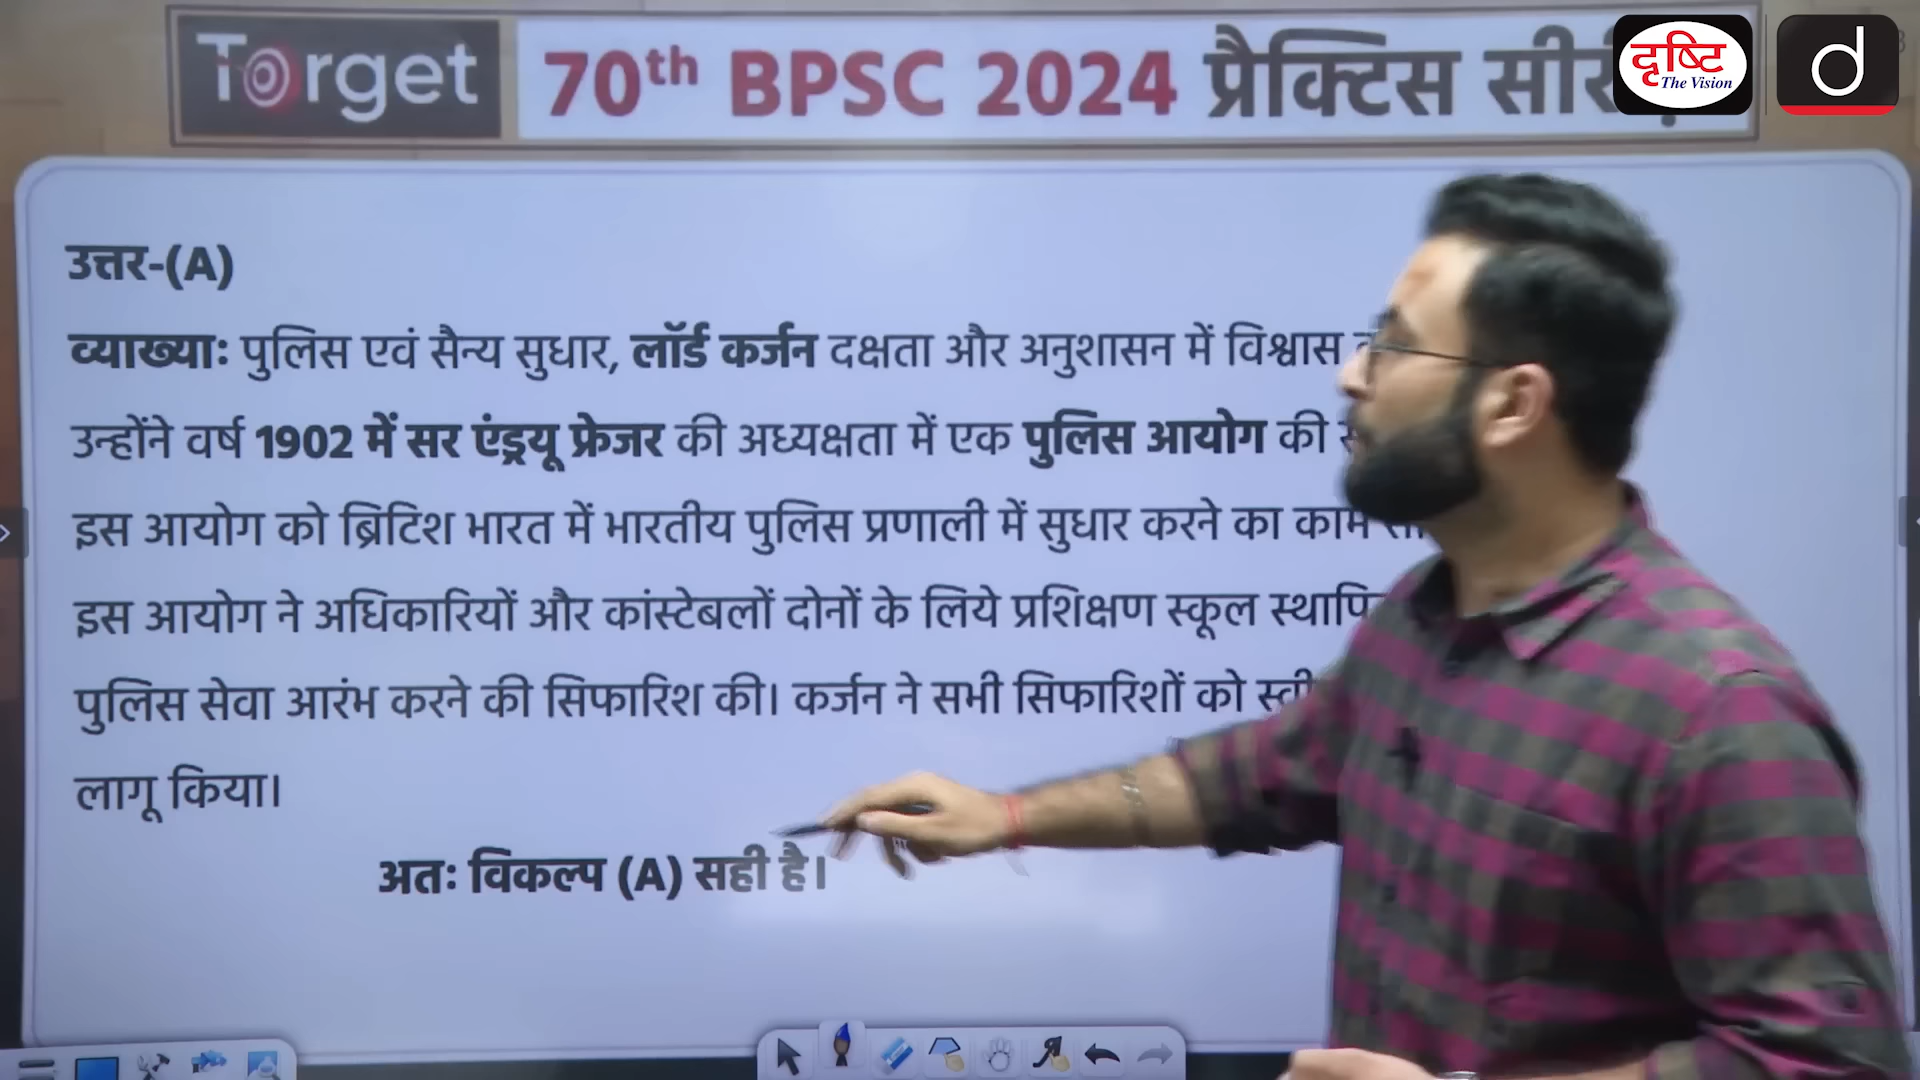 Target
70th BPSC 2024 प्रैक्टिस
दृष्टि
The Vision
d
उत्तर-(A)
व्याख्या: पुलिस एवं सैन्य सुधार, लॉर्ड कर्जन दक्षता और अनुशासन में विश्वास
उन्होंने वर्ष 1902 में सर एंड्रयू फ्रेजर की अध्यक्षता में एक पुलिस आयोग की
इस आयोग को ब्रिटिश भारत में भारतीय पुलिस प्रणाली में सुधार करने का काम
इस आयोग ने अधिकारियों और कांस्टेबलों दोनों के लिये प्रशिक्षण स्कूल
पुलिस सेवा आरंभ करने की सिफारिश की। कर्जन ने सभी सिफारिशों को
लागू किया।
अतः विकल्प (A) सही है।